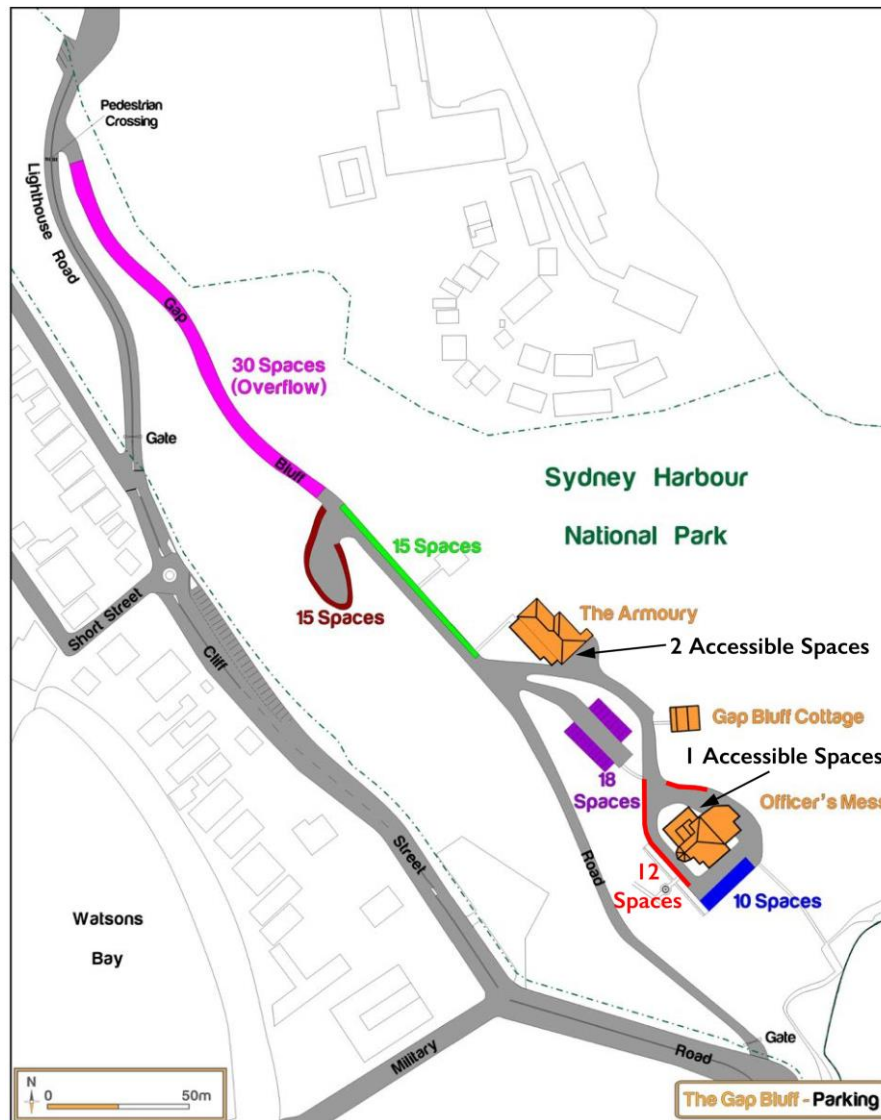 Pedestrian
Crossing
Lighthouse Road
Gap
30 Spaces
(Overflow)
Gate
Bluff
Sydney Harbour
National Park
15 Spaces
15 Spaces
The Armoury
2 Accessible Spaces
Short Street
Cliff
Gap Bluff Cottage
1 Accessible Spaces
18
Spaces
Officer's Mess
Street
Road
12
Spaces
10 Spaces
Watsons
Bay
Gate
Military
Road
N
0 50m
The Gap Bluff - Parking